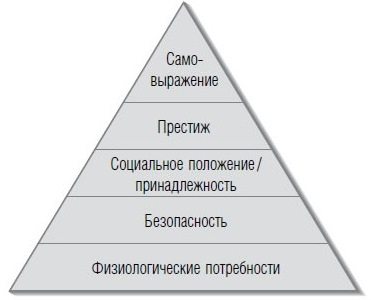 Само-
выражение
Престиж
Социальное положение/
принадлежность
Безопасность
Физиологические потребности